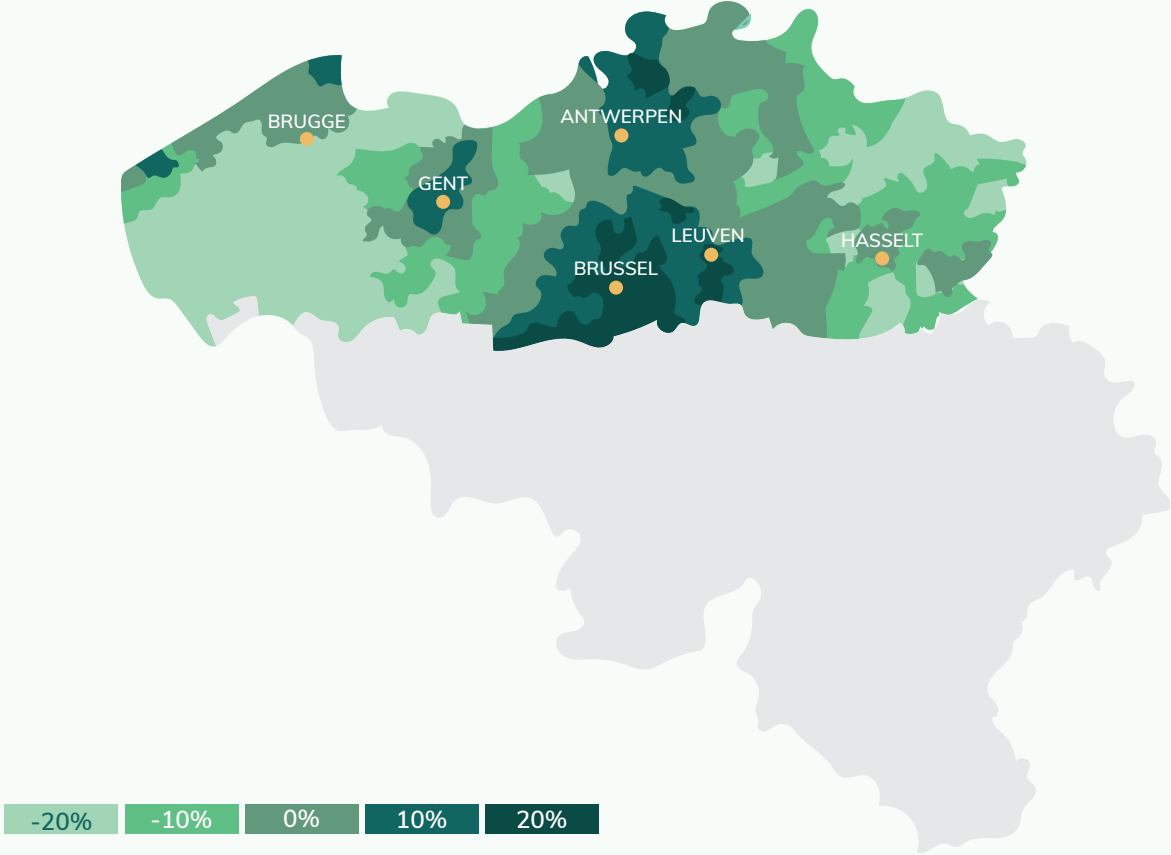 ANTWERPEN
BRUGGE
GENT
LEUVEN
HASSELT
BRUSSEL
-20% -10% 0% 10% 20%